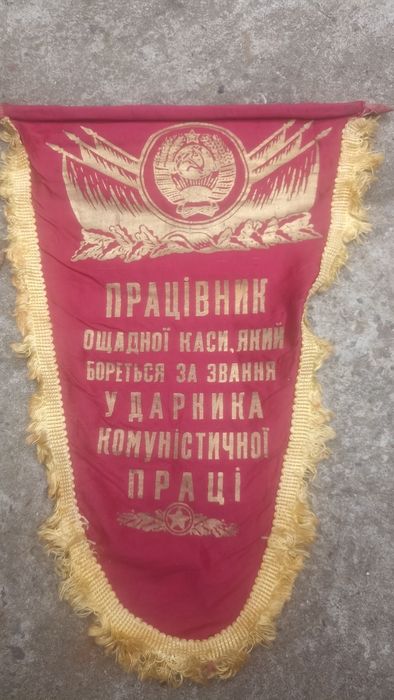 ПРАЦІВНИК
ОЩАДНОЇ КАСИ, ЯКИЙ
БОРЕТЬСЯ ЗА ЗВАННЯ
УДАРНИКА
КОМУНІСТИЧНОЇ
ПРАЦІ